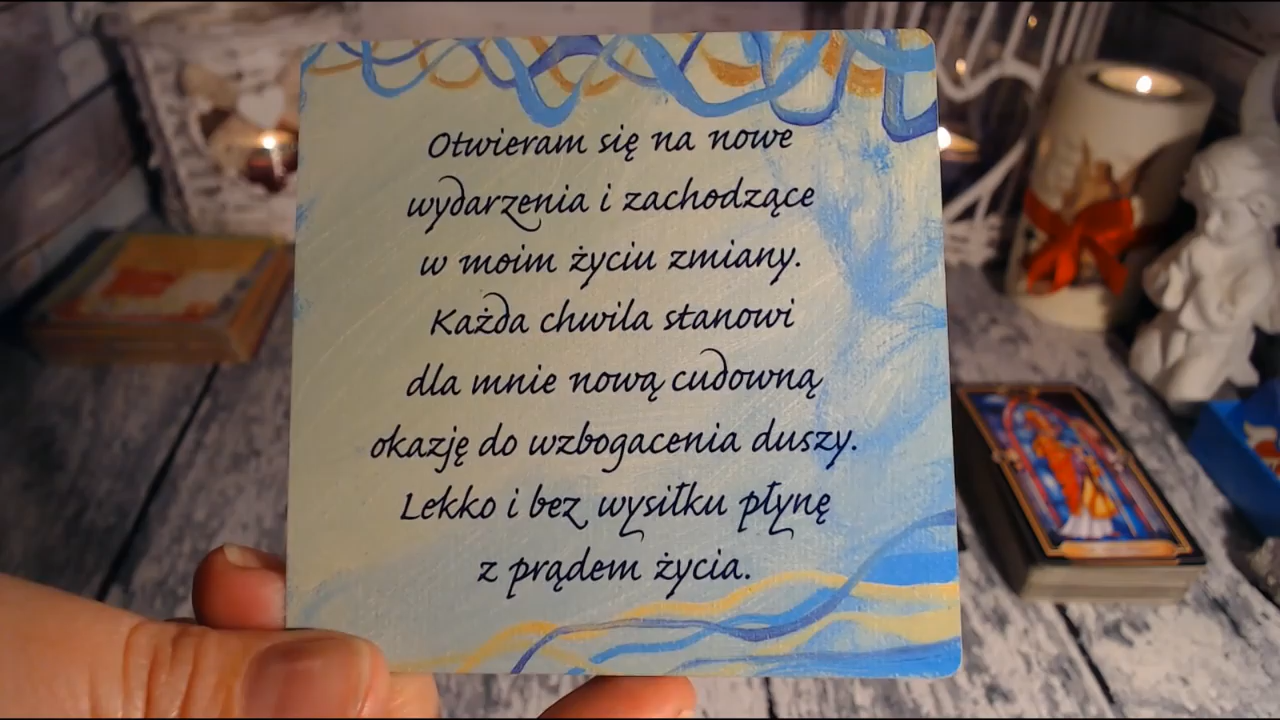 Otwieram się na nowe
wydarzenia i zachodzące
w moim życiu zmiany.
Każda chwila stanowi
dla mnie nową cudowną
okazję do wzbogacenia duszy.
Lekko i bez wysiłku płynę
z prądem życia.